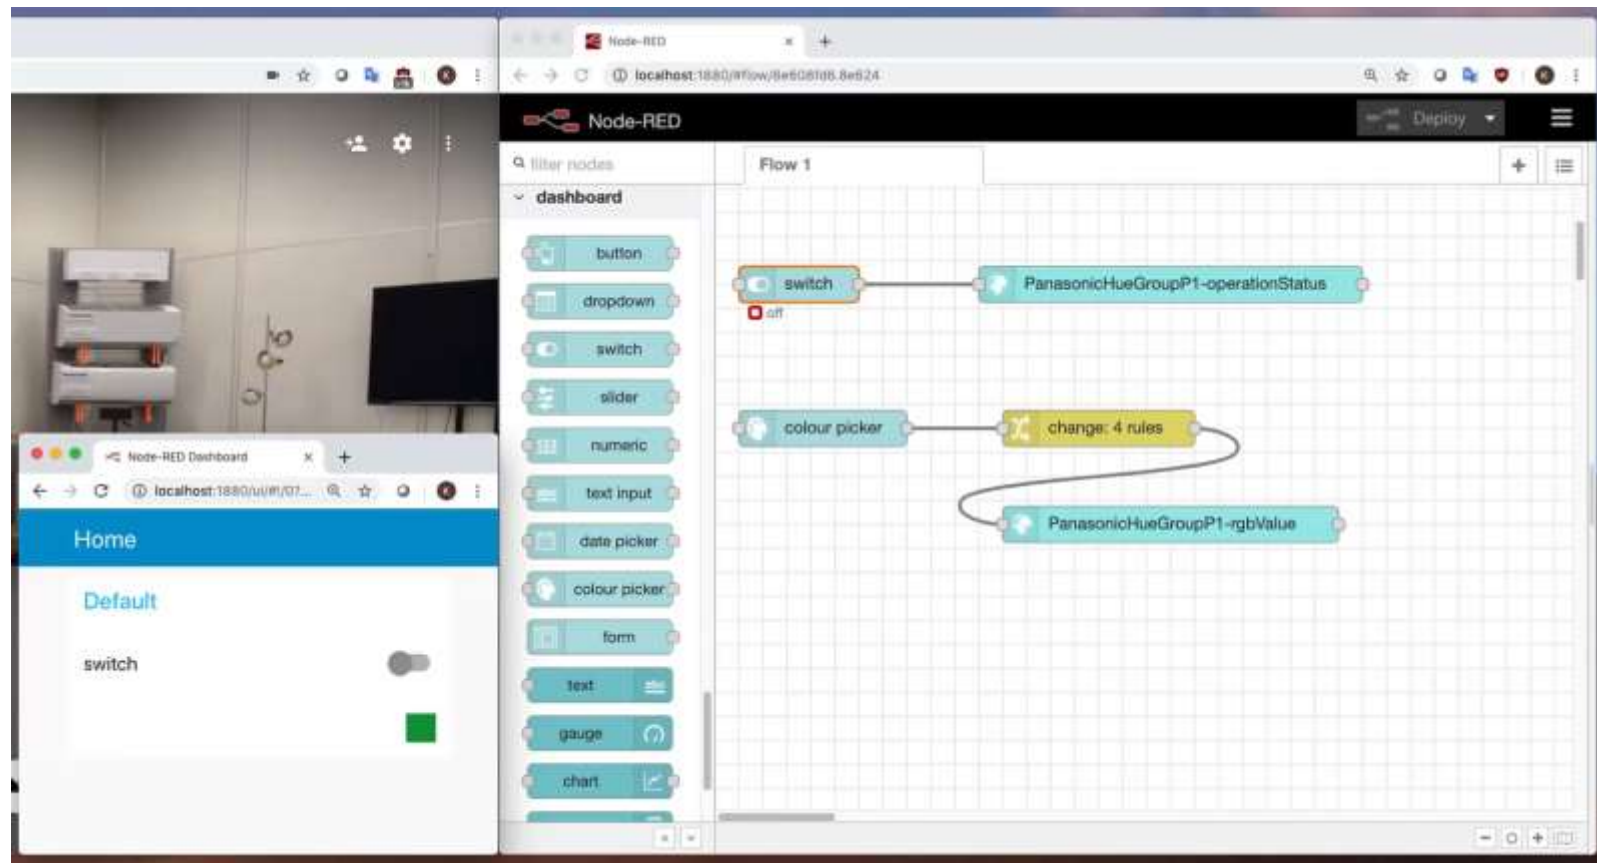 Node-RED
localhost:1880/#flow/8e608fd6.8e624
Node-RED
Deploy
filter nodes
Flow 1
dashboard
button
dropdown
switch
slider
numeric
text input
date picker
colour picker
form
text
gauge
chart
switch
off
PanasonicHueGroupP1-operationStatus
colour picker
change: 4 rules
PanasonicHueGroupP1-rgbValue
Node-RED Dashboard
localhost:1880/ui/#!/0?...
Home
Default
switch